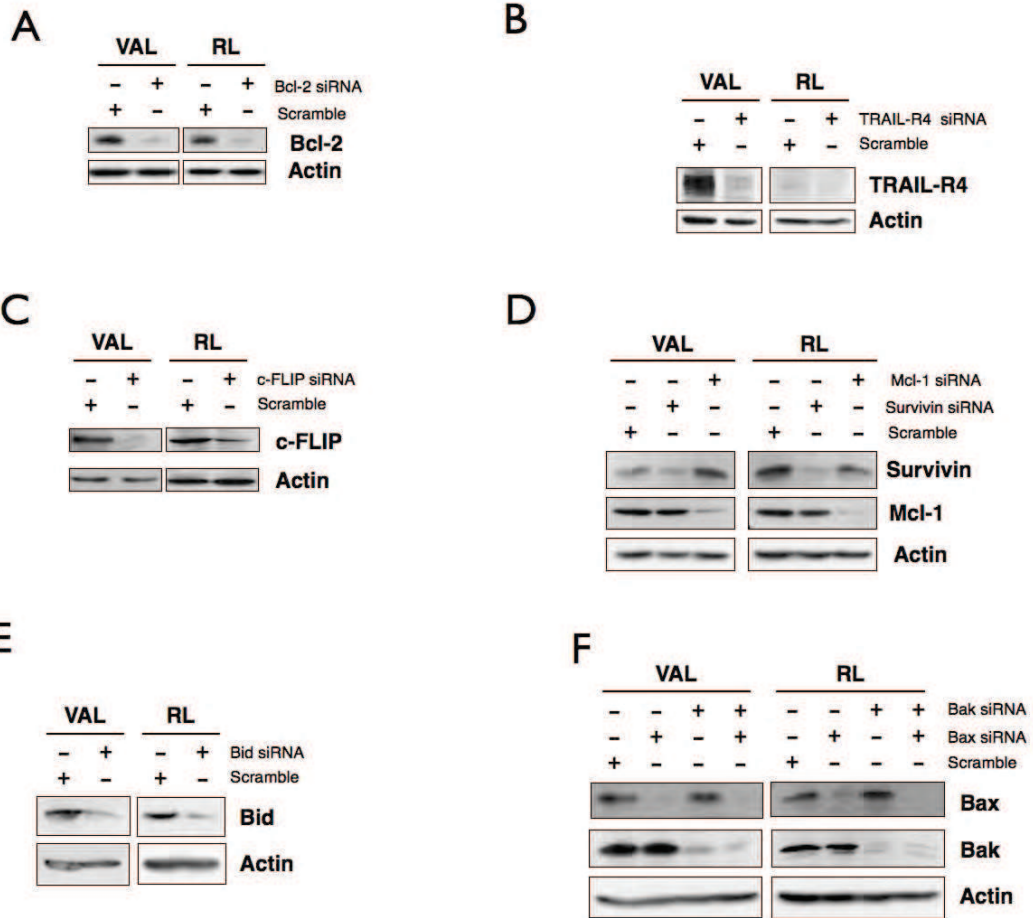 A
VAL RL
– + – + Bcl-2 siRNA
+ – + – Scramble
Bcl-2
Actin
B
VAL RL
– + – + TRAIL-R4 siRNA
+ – + – Scramble
TRAIL-R4
Actin
C
VAL RL
– + – + c-FLIP siRNA
+ – + – Scramble
c-FLIP
Actin
D
VAL RL
– – + – – + Mcl-1 siRNA
– + – – + – Survivin siRNA
+ – – + – – Scramble
Survivin
Mcl-1
Actin
E
VAL RL
– + – + Bid siRNA
+ – + – Scramble
Bid
Actin
F
VAL RL
– – + + – – + + Bak siRNA
– + – + – + – + Bax siRNA
+ – – – + – – – Scramble
Bax
Bak
Actin